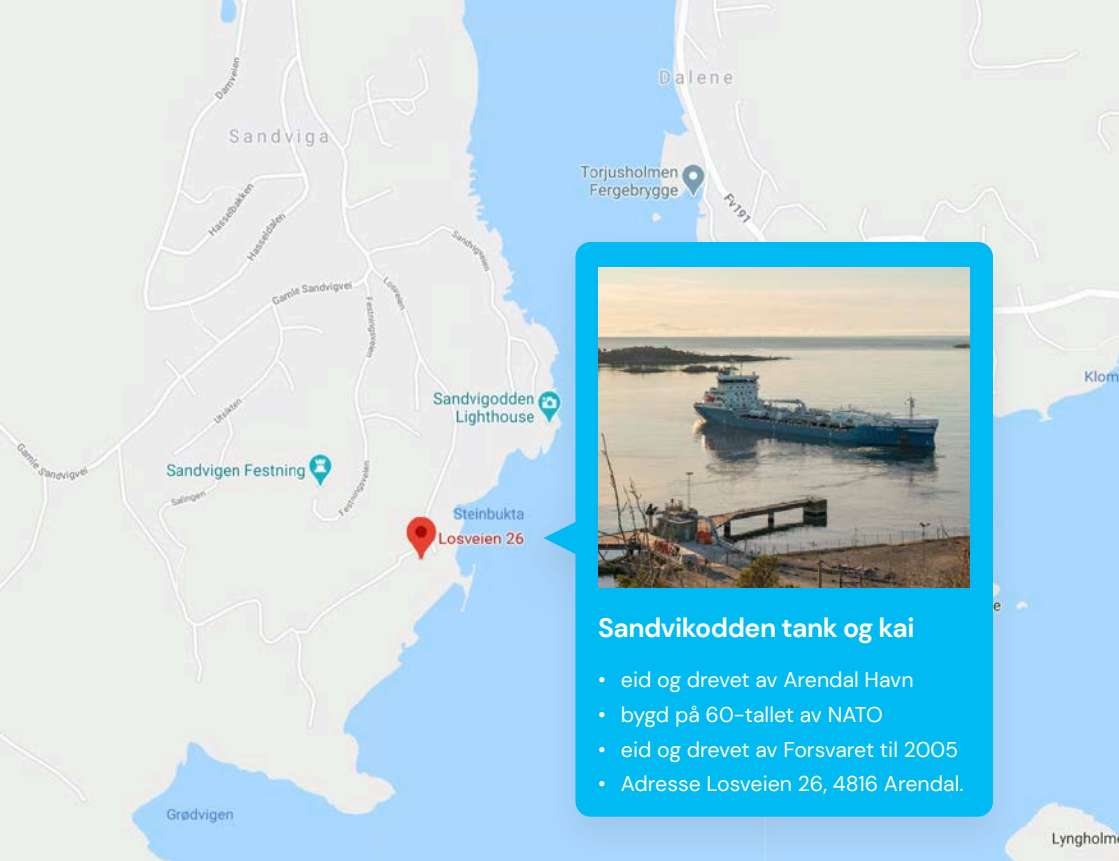 Dalene
Damveien
Sandviga
Torjusholmen
Fergebrygge
Fv191
Hasselbakken
Hasseldalen
Sandvigveien
Gamle Sandvigvei
Losveien
Festningsveien
Klom
Sandvigodden
Lighthouse
Utsikten
Gamle Sandvigvei
Sandvigen Festning
Salingen
Festningsveien
Steinbukta
Losveien 26
e
Sandvikodden tank og kai
• eid og drevet av Arendal Havn
• bygd på 60-tallet av NATO
• eid og drevet av Forsvaret til 2005
• Adresse Losveien 26, 4816 Arendal.
Grødvigen
Lyngholme